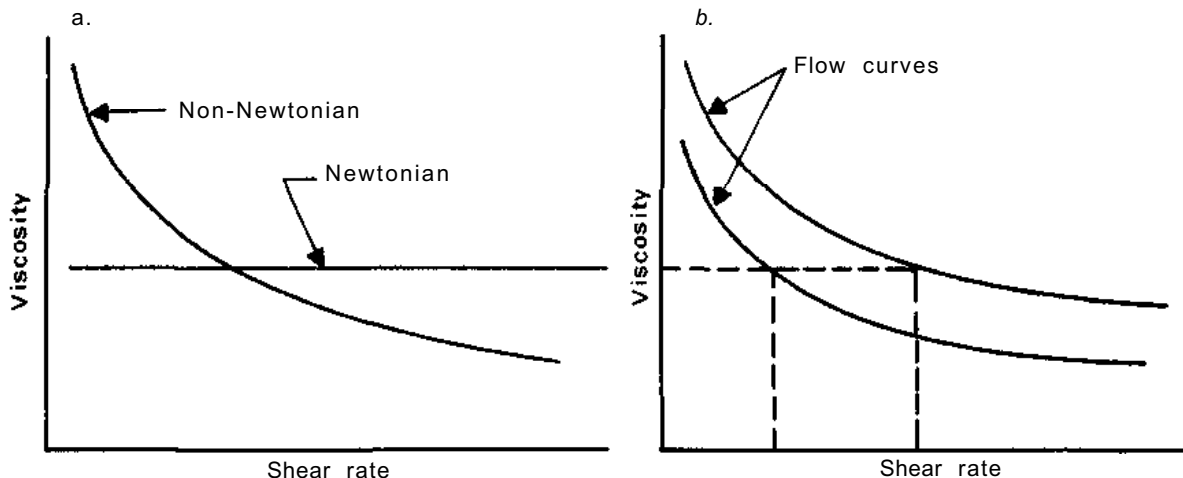 a.
Non-Newtonian
Newtonian
Viscosity
Shear rate
b.
Flow curves
Viscosity
Shear rate